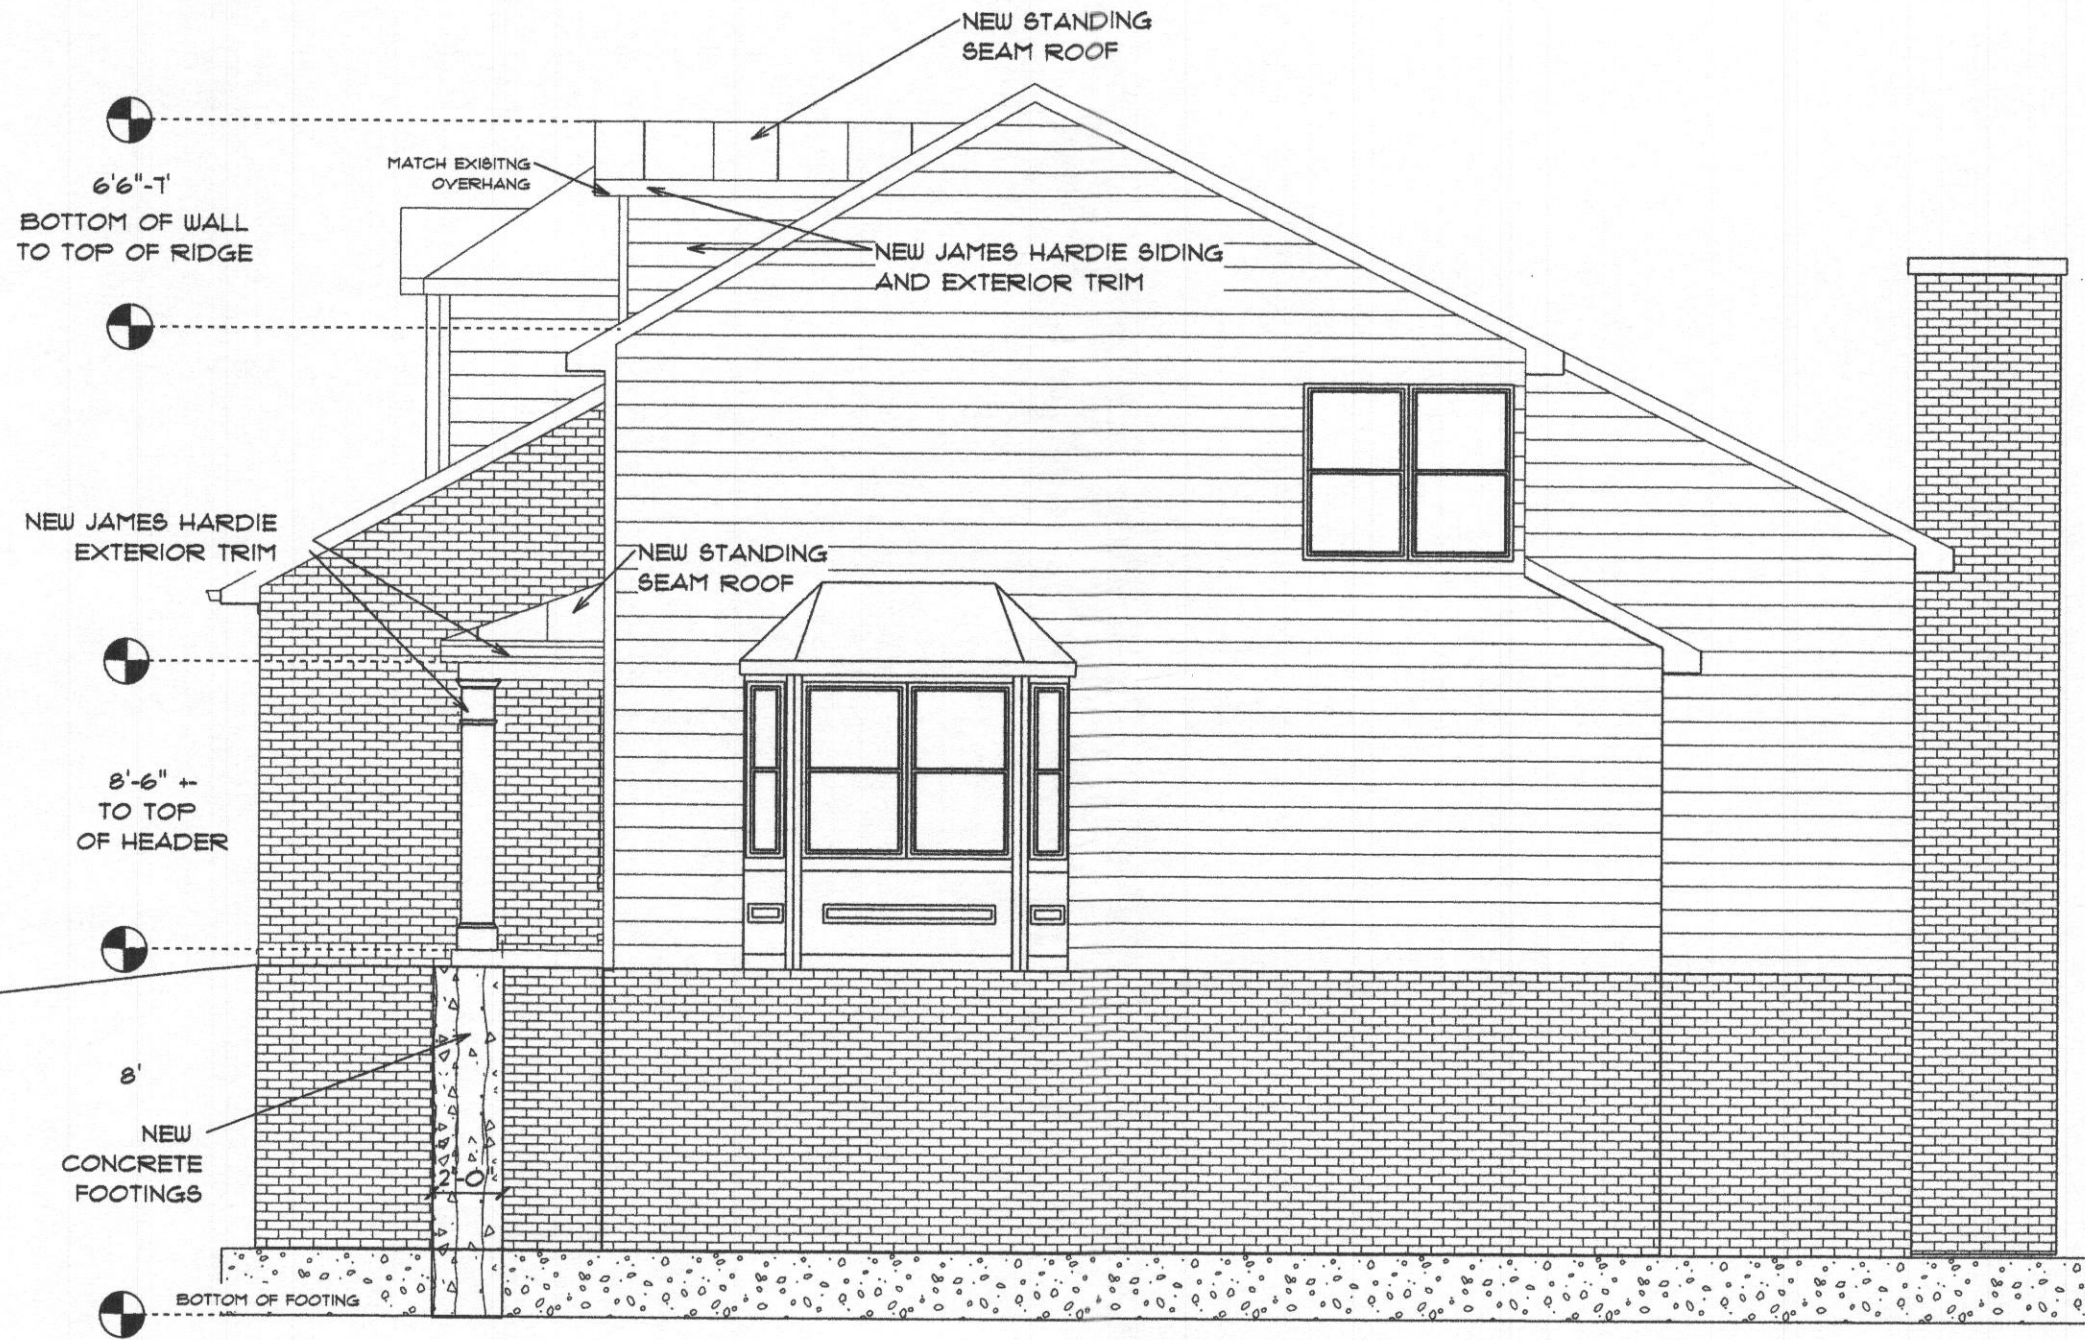 NEW STANDING
SEAM ROOF
MATCH EXISITNG
OVERHANG
6'6"-7'
BOTTOM OF WALL
TO TOP OF RIDGE
NEW JAMES HARDIE SIDING
AND EXTERIOR TRIM
NEW JAMES HARDIE
EXTERIOR TRIM
NEW STANDING
SEAM ROOF
8'-6" +-
TO TOP
OF HEADER
8'
NEW
CONCRETE
FOOTINGS
2'-0"
BOTTOM OF FOOTING